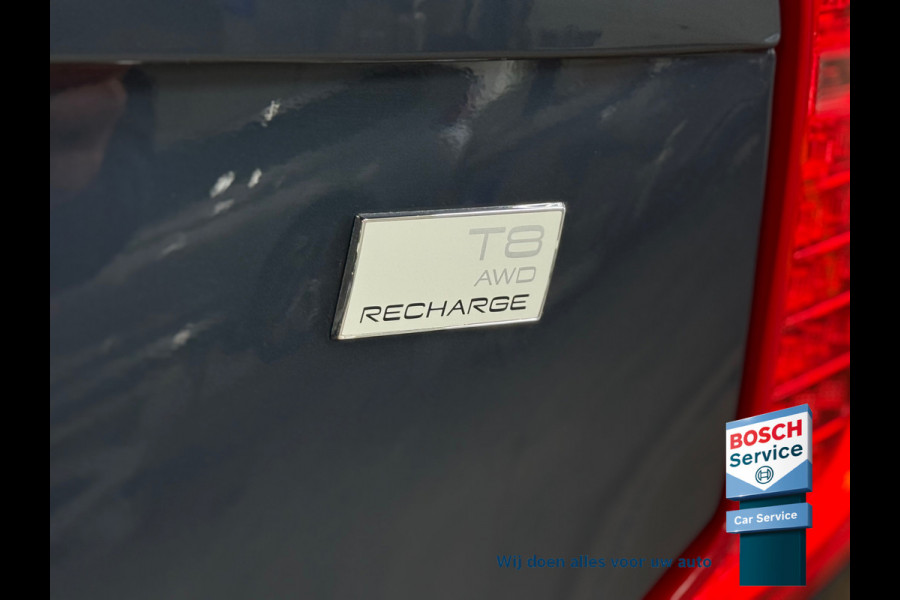 T8
AWD
RECHARGE
BOSCH
Service
Car Service
Wij doen alles voor uw auto